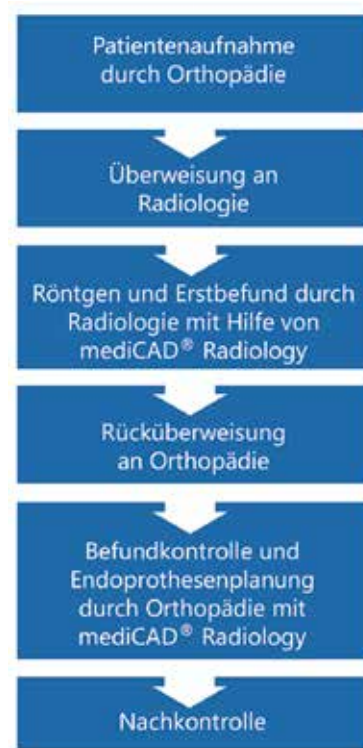 Patientenaufnahme
durch Orthopädie
Überweisung an
Radiologie
Röntgen und Erstbefund durch
Radiologie mit Hilfe von
mediCAD® Radiology
Rücküberweisung
an Orthopädie
Befundkontrolle und
Endoprothesenplanung
durch Orthopädie mit
mediCAD® Radiology
Nachkontrolle